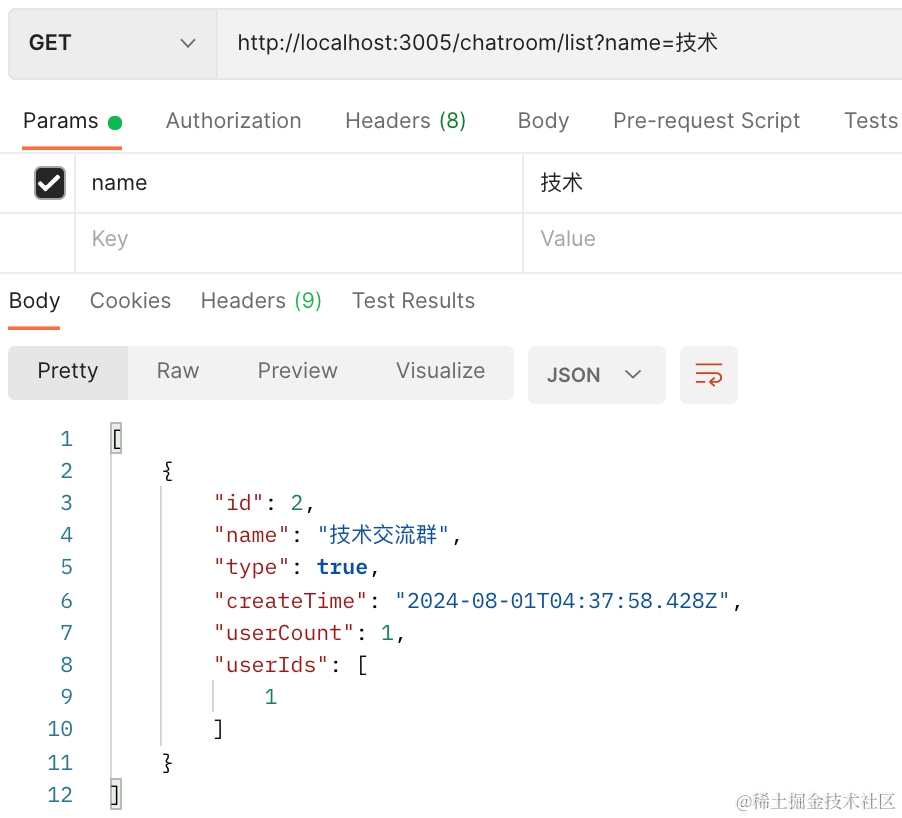 GET http://localhost:3005/chatroom/list?name=技术
Params Authorization Headers (8) Body Pre-request Script Tests
name 技术
Key Value
Body Cookies Headers (9) Test Results
Pretty Raw Preview Visualize JSON
1 [
2 {
3 "id": 2,
4 "name": "技术交流群",
5 "type": true,
6 "createTime": "2024-08-01T04:37:58.428Z",
7 "userCount": 1,
8 "userIds": [
9 1
10 ]
11 }
12 ]
@稀土掘金技术社区